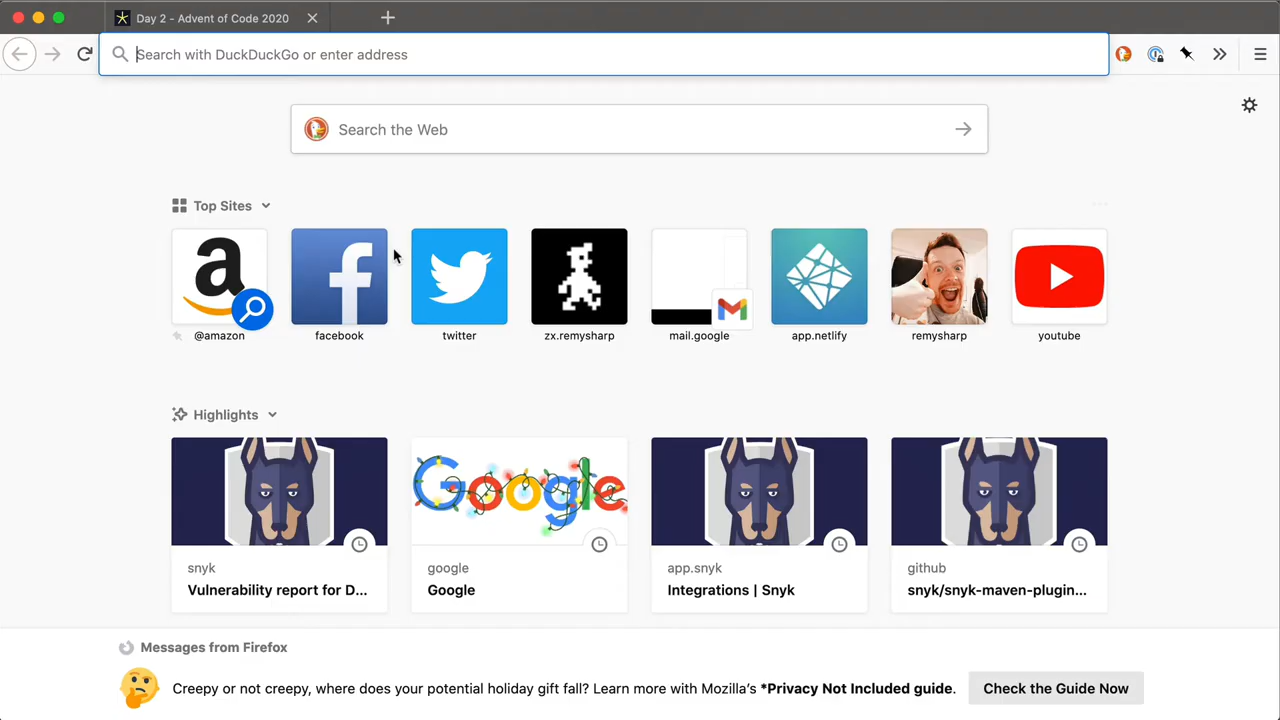 Day 2 - Advent of Code 2020
Search with DuckDuckGo or enter address
Search the Web
Top Sites
@amazon
facebook
twitter
zx.remysharp
mail.google
app.netlify
remysharp
youtube
Highlights
Google
snyk
Vulnerability report for D...
google
Google
app.snyk
Integrations | Snyk
github
snyk/snyk-maven-plugin...
Messages from Firefox
Creepy or not creepy, where does your potential holiday gift fall? Learn more with Mozilla’s *Privacy Not Included guide.
Check the Guide Now